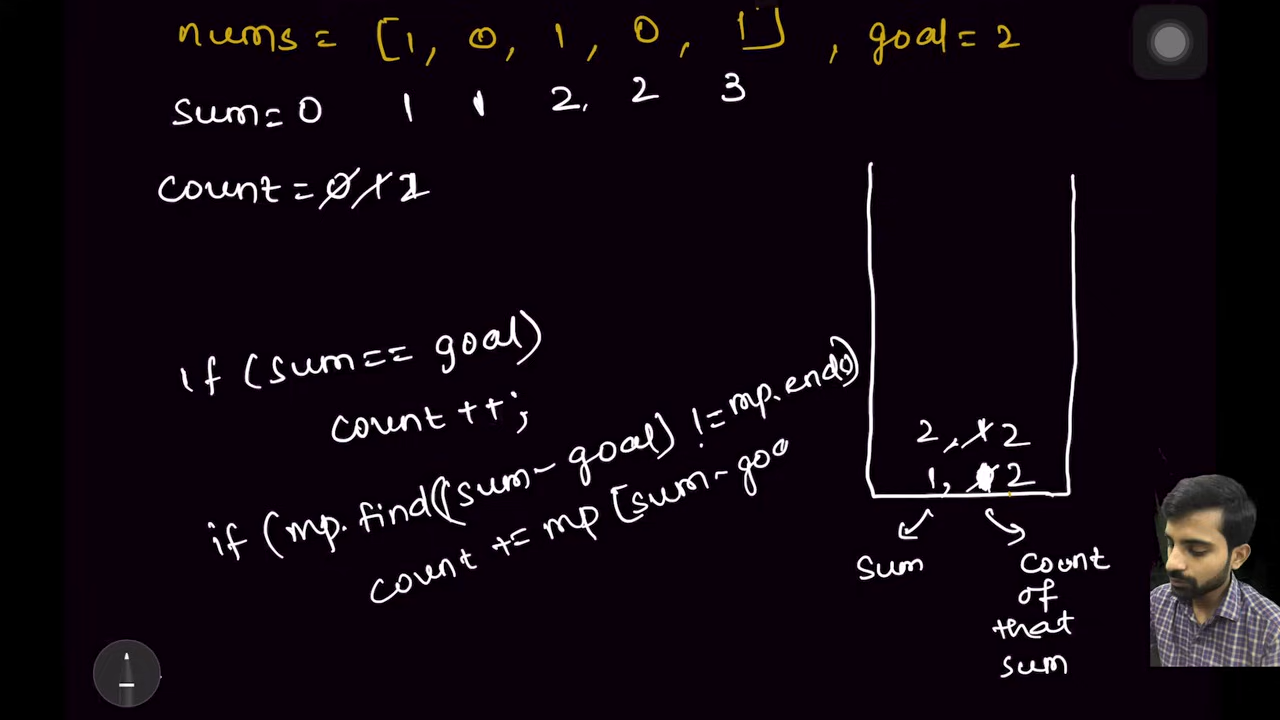 nums = [1, 0, 1, 0, 1] , goal = 2
sum = 0 1 1 2. 2 3
count = 0 1 2
if (sum == goal)
count ++;
if (mp.find(sum - goal) != mp.end()
count += mp [sum - goa
2, 1 2
1, 2
sum
count
of
that
sum